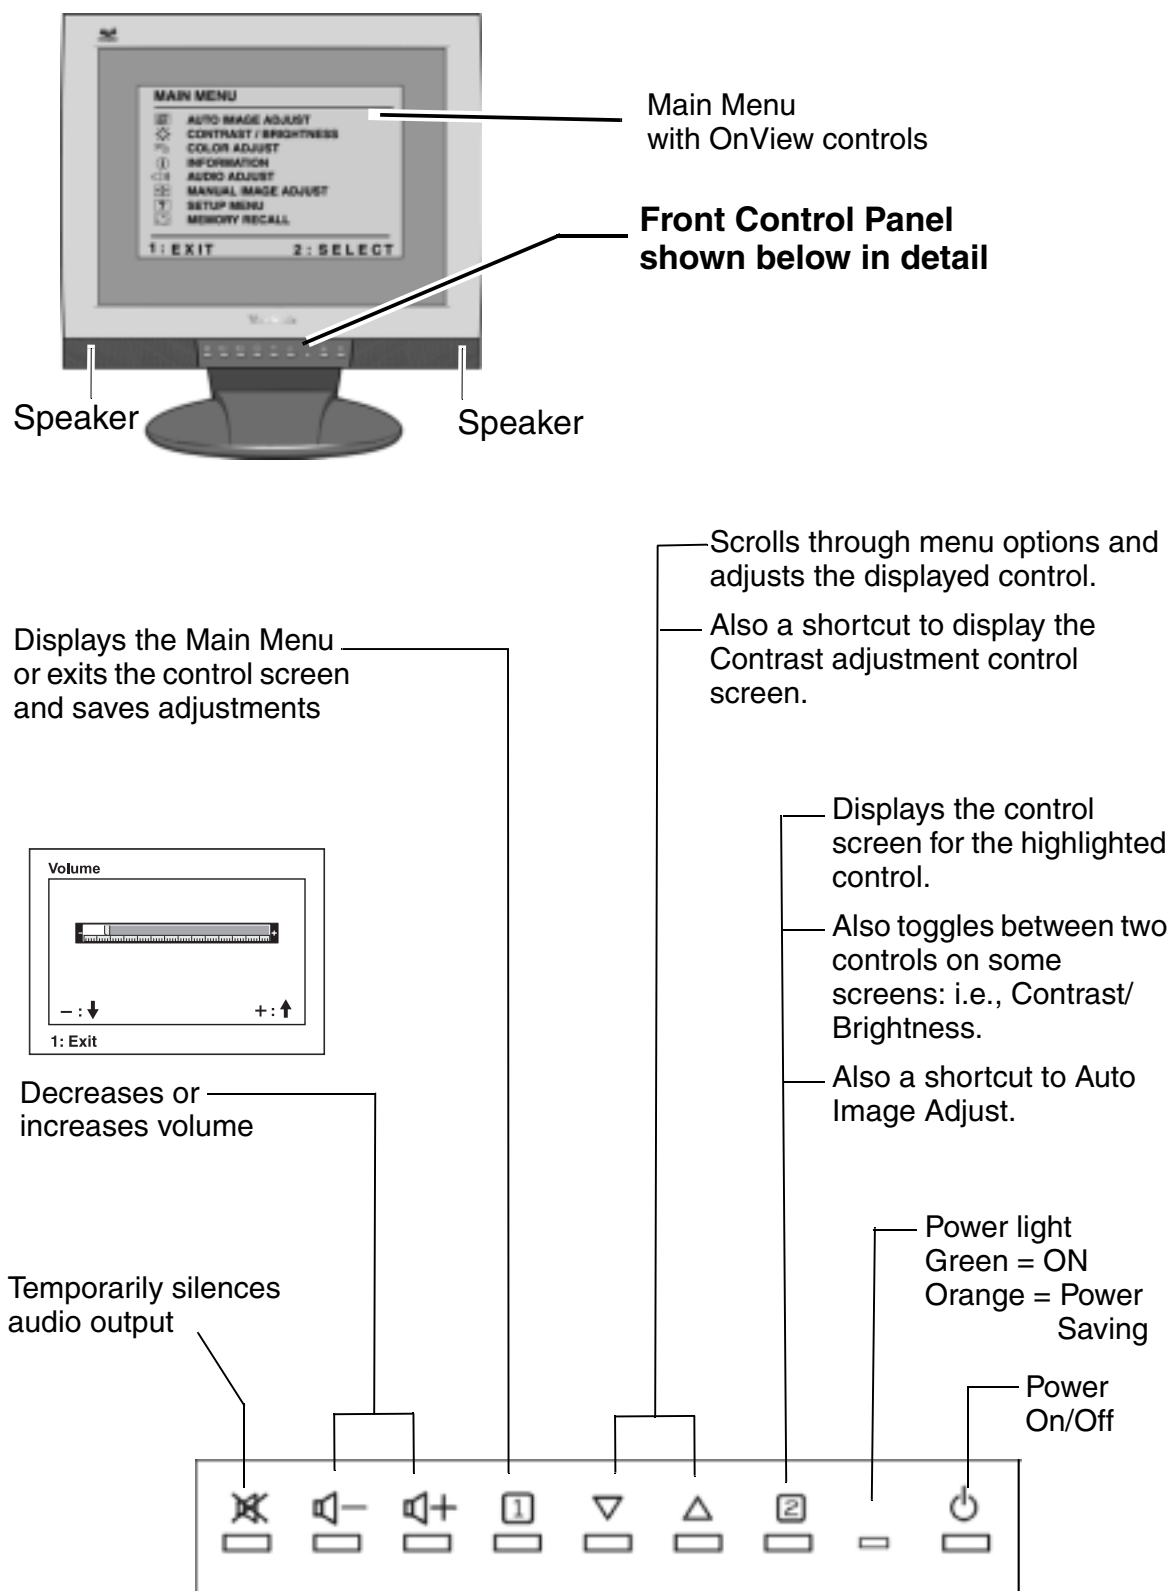 MAIN MENU
AUTO IMAGE ADJUST
CONTRAST / BRIGHTNESS
COLOR ADJUST
INFORMATION
AUDIO ADJUST
MANUAL IMAGE ADJUST
SETUP MENU
MEMORY RECALL
1 : EXIT 2 : SELECT
Main Menu
with OnView controls
Front Control Panel
shown below in detail
Speaker
Speaker
Scrolls through menu options and
adjusts the displayed control.
Also a shortcut to display the
Contrast adjustment control
screen.
Displays the Main Menu
or exits the control screen
and saves adjustments
Displays the control
screen for the highlighted
control.
Also toggles between two
controls on some
screens: i.e., Contrast/
Brightness.
Also a shortcut to Auto
Image Adjust.
Volume
- +
– : ↓ + : ↑
1: Exit
Decreases or
increases volume
Power light
Green = ON
Orange = Power
Saving
Temporarily silences
audio output
Power
On/Off
1
2